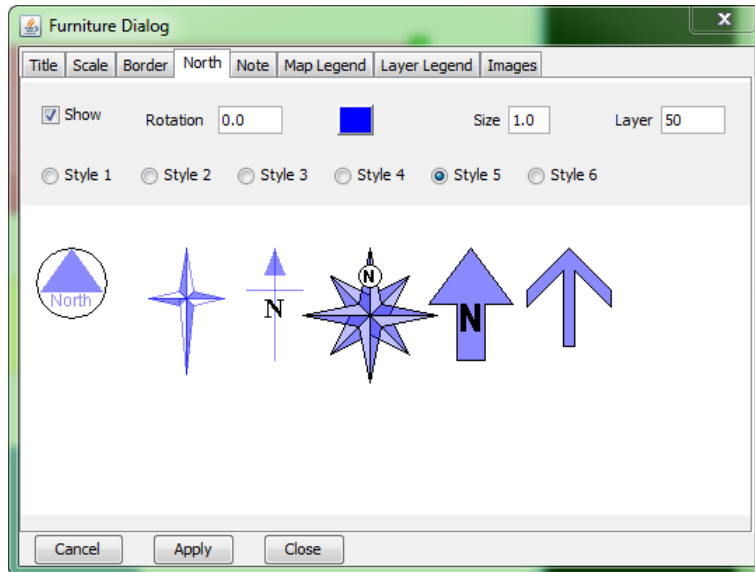 Furniture Dialog x
Title Scale Border North Note Map Legend Layer Legend Images
Show Rotation 0.0 Size 1.0 Layer 50
Style 1 Style 2 Style 3 Style 4 Style 5 Style 6
North N N N
Cancel Apply Close